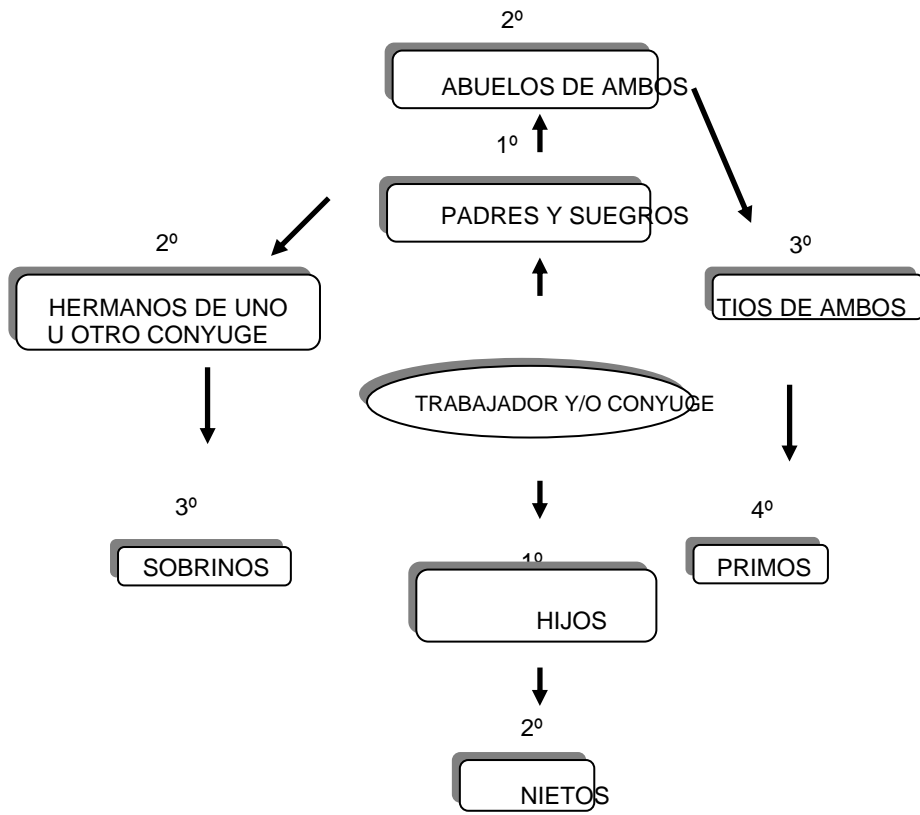 2º
ABUELOS DE AMBOS
1º
PADRES Y SUEGROS
2º
HERMANOS DE UNO
U OTRO CONYUGE
3º
TIOS DE AMBOS
TRABAJADOR Y/O CONYUGE
3º
SOBRINOS
4º
PRIMOS
1º
HIJOS
2º
NIETOS